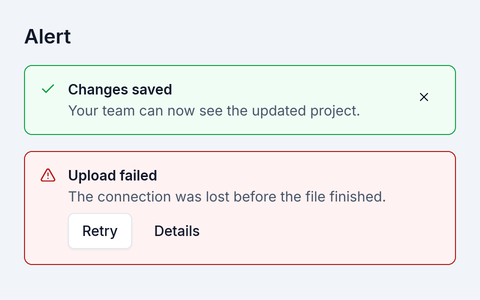 Alert
Changes saved
Your team can now see the updated project.
Upload failed
The connection was lost before the file finished.
Retry Details